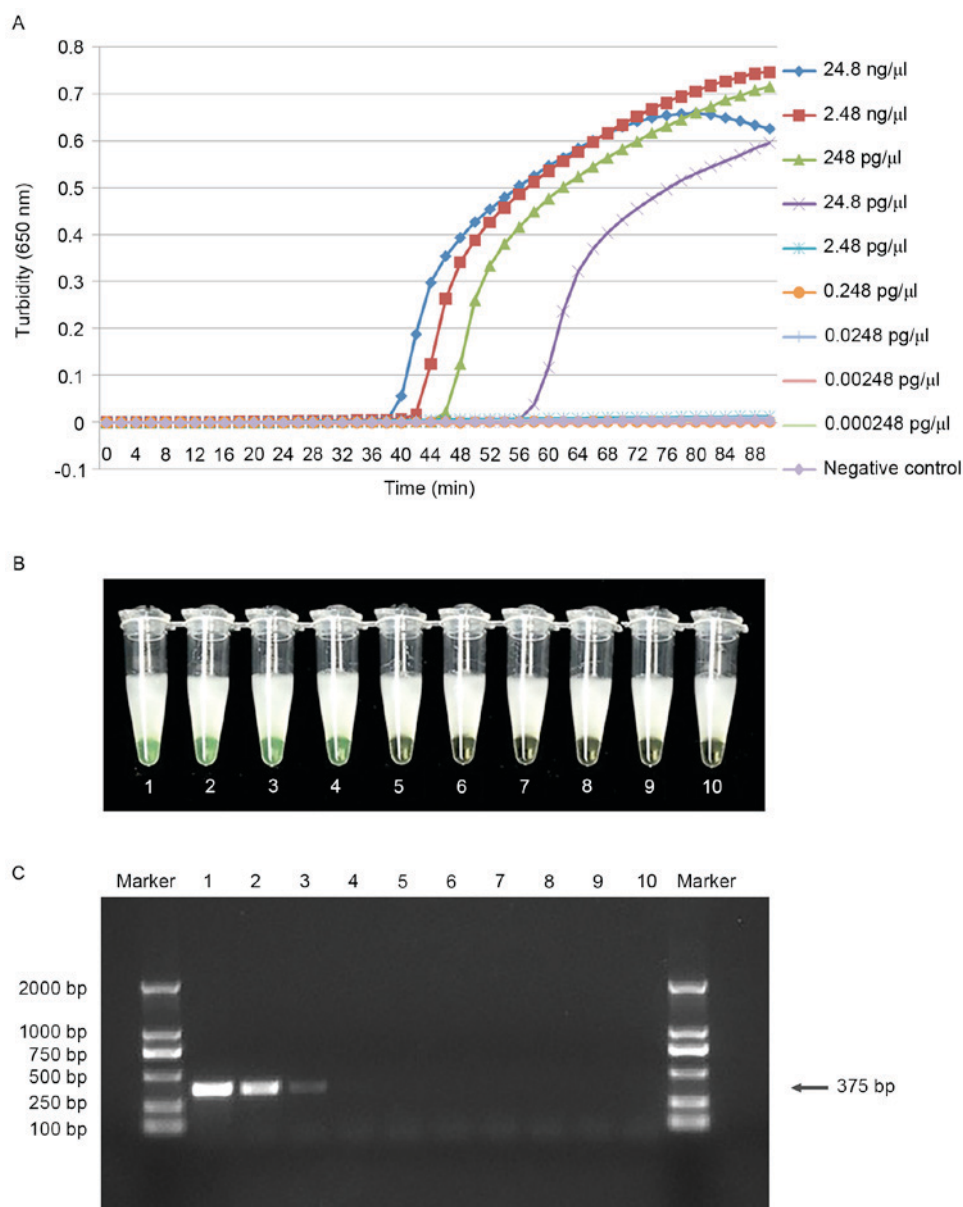 A
0.8
0.7
0.6
0.5
0.4
0.3
0.2
0.1
0
-0.1
Turbidity (650 nm)
0 4 8 12 16 20 24 28 32 36 40 44 48 52 56 60 64 68 72 76 80 84 88
Time (min)
24.8 ng/μl
2.48 ng/μl
248 pg/μl
24.8 pg/μl
2.48 pg/μl
0.248 pg/μl
0.0248 pg/μl
0.00248 pg/μl
0.000248 pg/μl
Negative control
B
1 2 3 4 5 6 7 8 9 10
C
Marker 1 2 3 4 5 6 7 8 9 10 Marker
2000 bp
1000 bp
750 bp
500 bp
250 bp
100 bp
375 bp